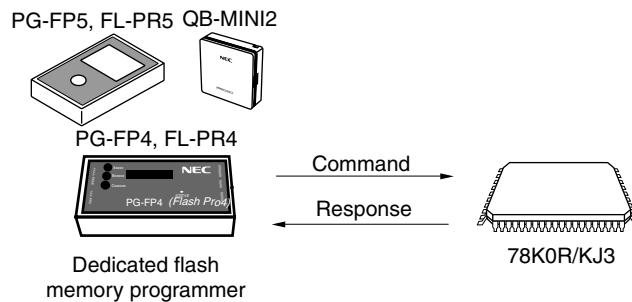 PG-FP5, FL-PR5 QB-MINI2
NEC
PG-FP4, FL-PR4
NEC
PG-FP4 (Flash Pro4)
Command
Response
78K0R/KJ3
Dedicated flash
memory programmer